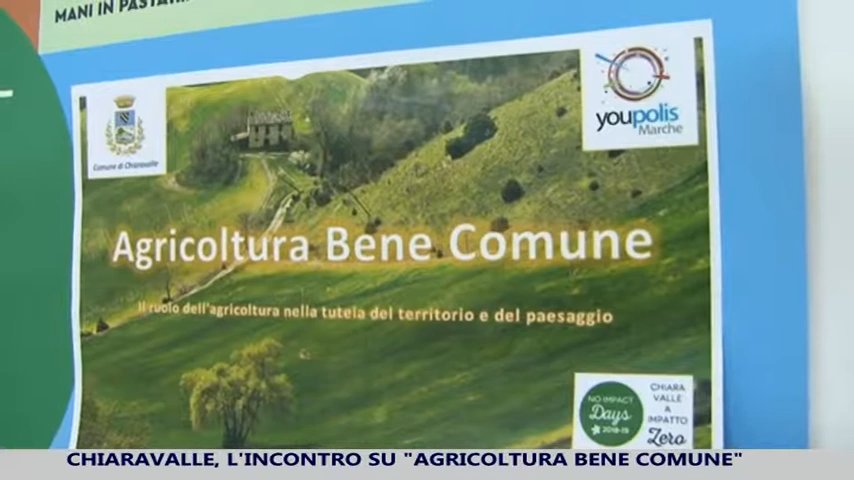 MANI IN PASTA
Comune di Chiaravalle
youpolis
Marche
Agricoltura Bene Comune
Il ruolo dell'agricoltura nella tutela del territorio e del paesaggio
NO IMPACT
Days
2018-19
CHIARA
VALLE
A
IMPATTO
Zero
CHIARAVALLE, L'INCONTRO SU "AGRICOLTURA BENE COMUNE"